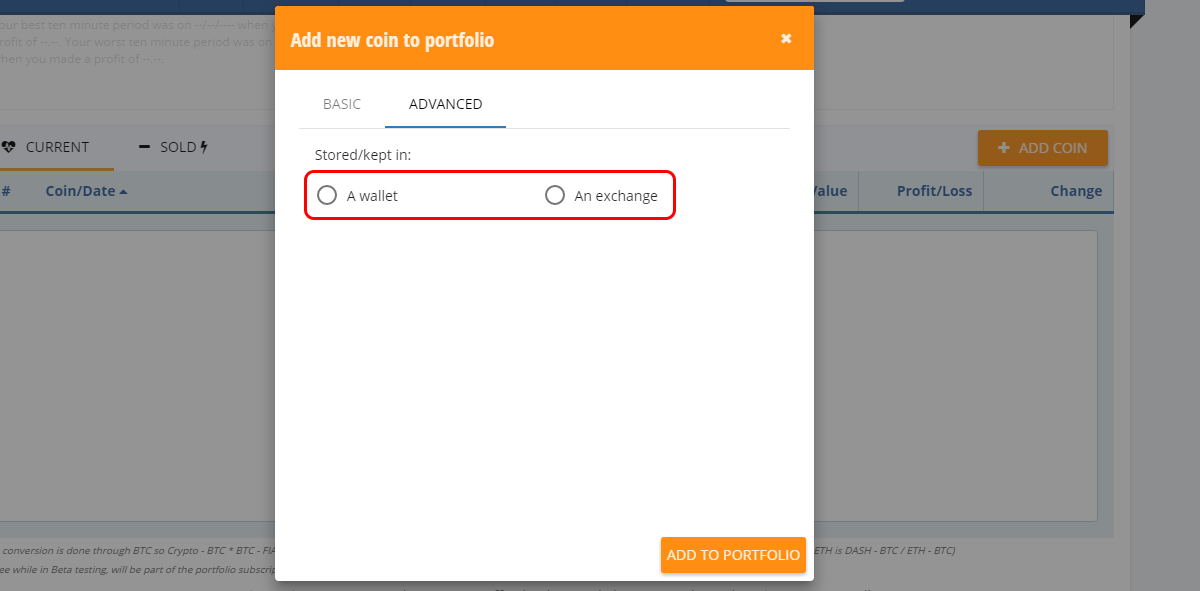 our best ten minute period was on --/--/---- when
rofit of --.--. Your worst ten minute period was on
hen you made a profit of --.--.
Add new coin to portfolio
BASIC
ADVANCED
CURRENT
SOLD
ADD COIN
Stored/kept in:
#
Coin/Date
Value
Profit/Loss
Change
A wallet
An exchange
conversion is done through BTC so Crypto - BTC * BTC - FIA
ETH is DASH - BTC / ETH - BTC)
ADD TO PORTFOLIO
ee while in Beta testing, will be part of the portfolio subscrip